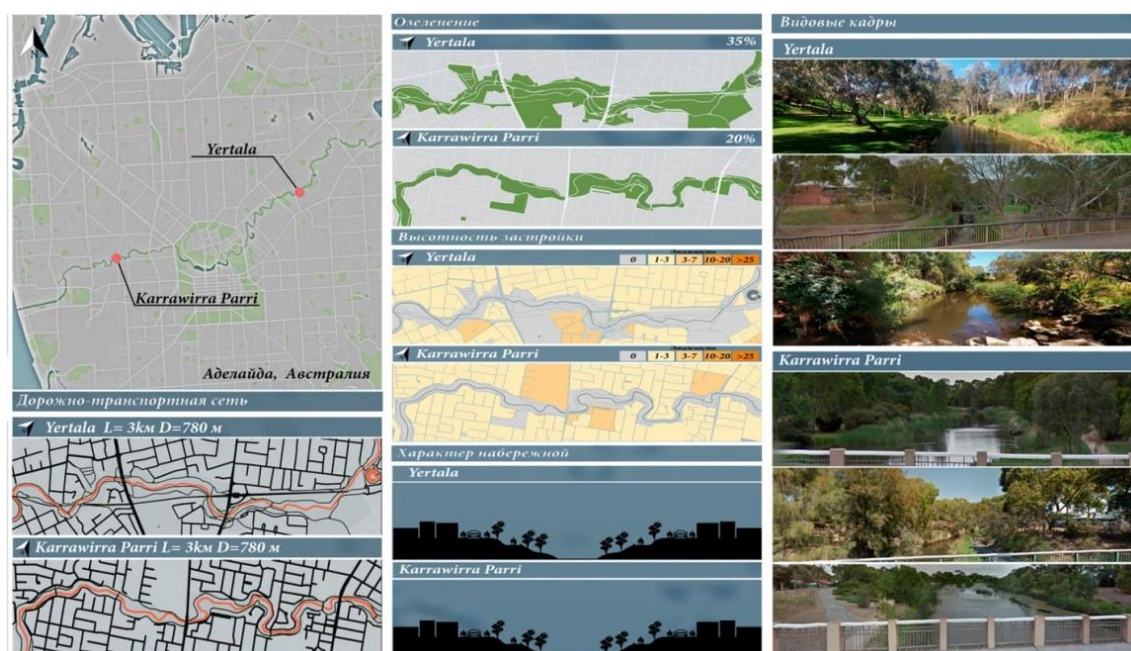 N
Yertala
Karrawirra Parri
Аделайда, Австралия
Дорожно-транспортная сеть
Yertala L= 3км D=780 м
Karrawirra Parri L= 3км D=780 м
Озеленение
Yertala 35%
Karrawirra Parri 20%
Высотность застройки
Yertala
Этажность
0 1-3 3-7 10-20 >25
Karrawirra Parri
Этажность
0 1-3 3-7 10-20 >25
Характер набережной
Yertala
Karrawirra Parri
Видовые кадры
Yertala
Karrawirra Parri